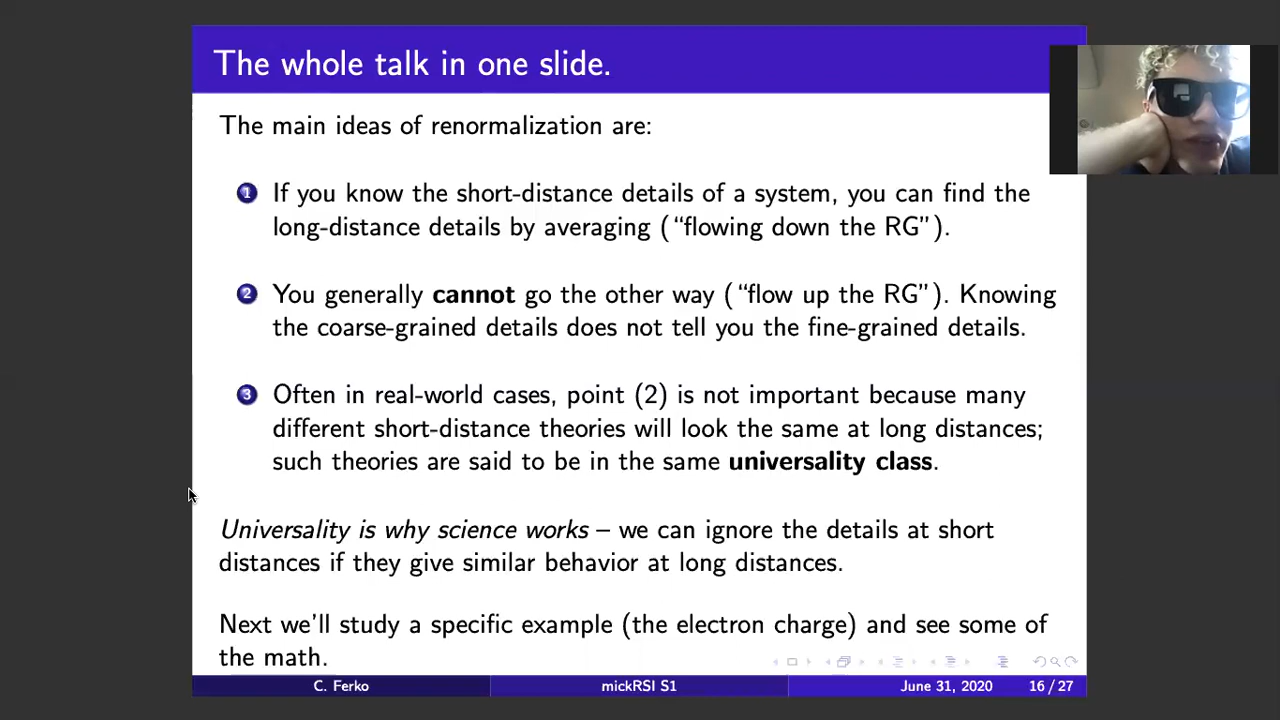 The whole talk in one slide.
The main ideas of renormalization are:
1 If you know the short-distance details of a system, you can find the
long-distance details by averaging (“flowing down the RG”).
2 You generally cannot go the other way (“flow up the RG”). Knowing
the coarse-grained details does not tell you the fine-grained details.
3 Often in real-world cases, point (2) is not important because many
different short-distance theories will look the same at long distances;
such theories are said to be in the same universality class.
Universality is why science works – we can ignore the details at short
distances if they give similar behavior at long distances.
Next we’ll study a specific example (the electron charge) and see some of
the math.
C. Ferko mickRSI S1 June 31, 2020 16 / 27